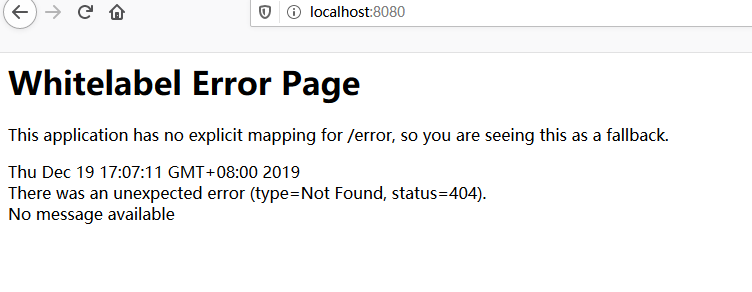 localhost:8080
Whitelabel Error Page
This application has no explicit mapping for /error, so you are seeing this as a fallback.
Thu Dec 19 17:07:11 GMT+08:00 2019
There was an unexpected error (type=Not Found, status=404).
No message available